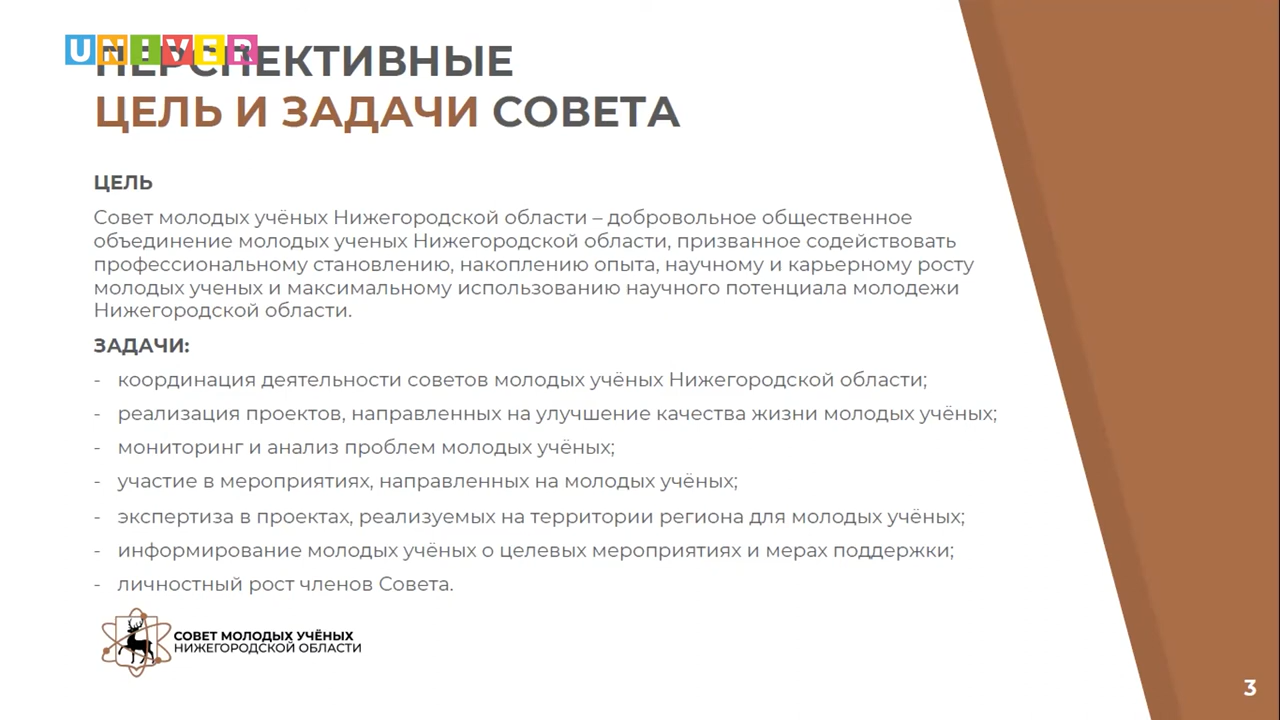 UNIVER
ПЕРСПЕКТИВНЫЕ
ЦЕЛЬ И ЗАДАЧИ СОВЕТА
ЦЕЛЬ
Совет молодых учёных Нижегородской области – добровольное общественное
объединение молодых ученых Нижегородской области, призванное содействовать
профессиональному становлению, накоплению опыта, научному и карьерному росту
молодых ученых и максимальному использованию научного потенциала молодежи
Нижегородской области.
ЗАДАЧИ:
- координация деятельности советов молодых учёных Нижегородской области;
- реализация проектов, направленных на улучшение качества жизни молодых учёных;
- мониторинг и анализ проблем молодых учёных;
- участие в мероприятиях, направленных на молодых учёных;
- экспертиза в проектах, реализуемых на территории региона для молодых учёных;
- информирование молодых учёных о целевых мероприятиях и мерах поддержки;
- личностный рост членов Совета.
СОВЕТ МОЛОДЫХ УЧЁНЫХ
НИЖЕГОРОДСКОЙ ОБЛАСТИ
3